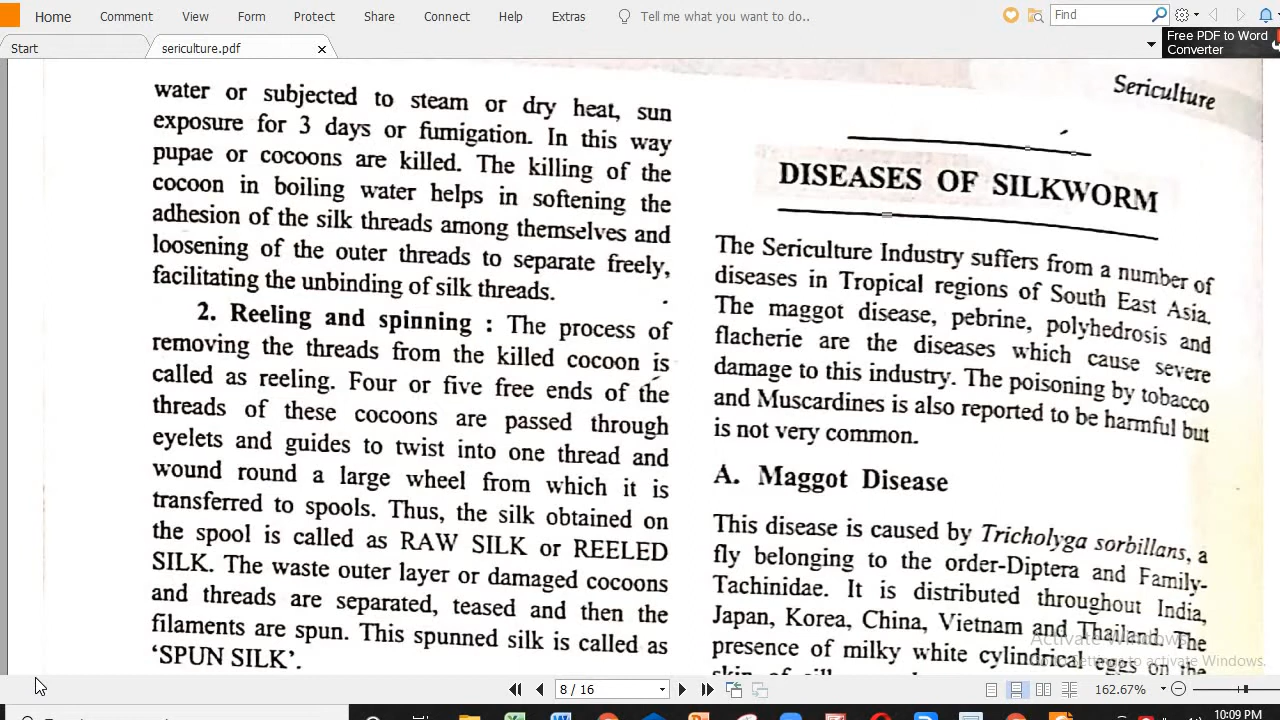 Home Comment View Form Protect Share Connect Help Extras Tell me what you want to do.. Find
Start sericulture.pdf x
Free PDF to Word
Converter
water or subjected to steam or dry heat, sun
exposure for 3 days or fumigation. In this way
pupae or cocoons are killed. The killing of the
cocoon in boiling water helps in softening the
adhesion of the silk threads among themselves and
loosening of the outer threads to separate freely,
facilitating the unbinding of silk threads.
2. Reeling and spinning : The process of
removing the threads from the killed cocoon is
called as reeling. Four or five free ends of the
threads of these cocoons are passed through
eyelets and guides to twist into one thread and
wound round a large wheel from which it is
transferred to spools. Thus, the silk obtained on
the spool is called as RAW SILK or REELED
SILK. The waste outer layer or damaged cocoons
and threads are separated, teased and then the
filaments are spun. This spunned silk is called as
‘SPUN SILK’.
Sericulture
DISEASES OF SILKWORM
The Sericulture Industry suffers from a number of
diseases in Tropical regions of South East Asia.
The maggot disease, pebrine, polyhedrosis and
flacherie are the diseases which cause severe
damage to this industry. The poisoning by tobacco
and Muscardines is also reported to be harmful but
is not very common.
A. Maggot Disease
This disease is caused by Tricholyga sorbillans, a
fly belonging to the order-Diptera and Family-
Tachinidae. It is distributed throughout India,
Japan, Korea, China, Vietnam and Thailand. The
presence of milky white cylindrical eggs on the
Activate Windows
Go to Settings to activate Windows.
8 / 16
162.67%
10:09 PM